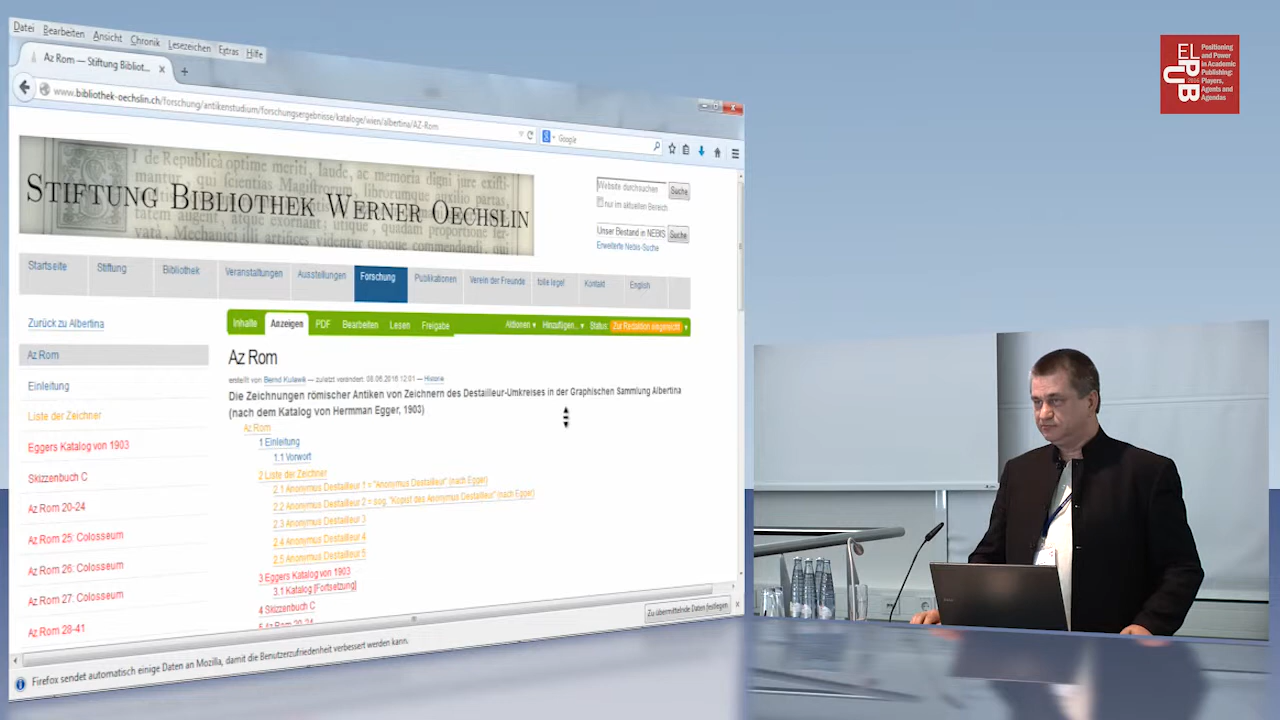 Datei Bearbeiten Ansicht Chronik Lesezeichen Extras Hilfe
Az Rom — Stiftung Bibliot...
www.bibliothek-oechslin.ch/forschung/antikenstudium/forschungsergebnisse/kataloge/wien/albertina/AZ-Rom
Google
STIFTUNG BIBLIOTHEK WERNER OECHSLIN
Website durchsuchen Suche
nur im aktuellen Bereich
Unser Bestand in NEBIS Suche
Erweiterte Nebis-Suche
Startseite Stiftung Bibliothek Veranstaltungen Ausstellungen Forschung Publikationen Verein der Freunde tolle lege! Kontakt English
Inhalte Anzeigen PDF Bearbeiten Lesen Freigabe Aktionen Hinzufügen... Status: Zur Redaktion eingereicht
Zurück zu Albertina
Az Rom
Einleitung
Liste der Zeichner
Eggers Katalog von 1903
Skizzenbuch C
Az Rom 20-24
Az Rom 25: Colosseum
Az Rom 26: Colosseum
Az Rom 27: Colosseum
Az Rom 28-41
Az Rom
erstellt von Bernd Kulawik — zuletzt verändert: 08.06.2016 12:01 — Historie
Die Zeichnungen römischer Antiken von Zeichnern des Destailleur-Umkreises in der Graphischen Sammlung Albertina
(nach dem Katalog von Hermman Egger, 1903)
Az Rom
1 Einleitung
1.1 Vorwort
2 Liste der Zeichner
2.1 Anonymus Destailleur 1 = "Anonymus Destailleur" (nach Egger)
2.2 Anonymus Destailleur 2 = sog. "Kopist des Anonymus Destailleur" (nach Egger)
2.3 Anonymus Destailleur 3
2.4 Anonymus Destailleur 4
2.5 Anonymus Destailleur 5
3 Eggers Katalog von 1903
3.1 Katalog [Fortsetzung]
4 Skizzenbuch C
5 Az Rom 20-24
Firefox sendet automatisch einige Daten an Mozilla, damit die Benutzerzufriedenheit verbessert werden kann.
Zu übermittelnde Daten festlegen
ELPUB
2016
Positioning
and Power
in Academic
Publishing:
Players,
Agents and
Agendas